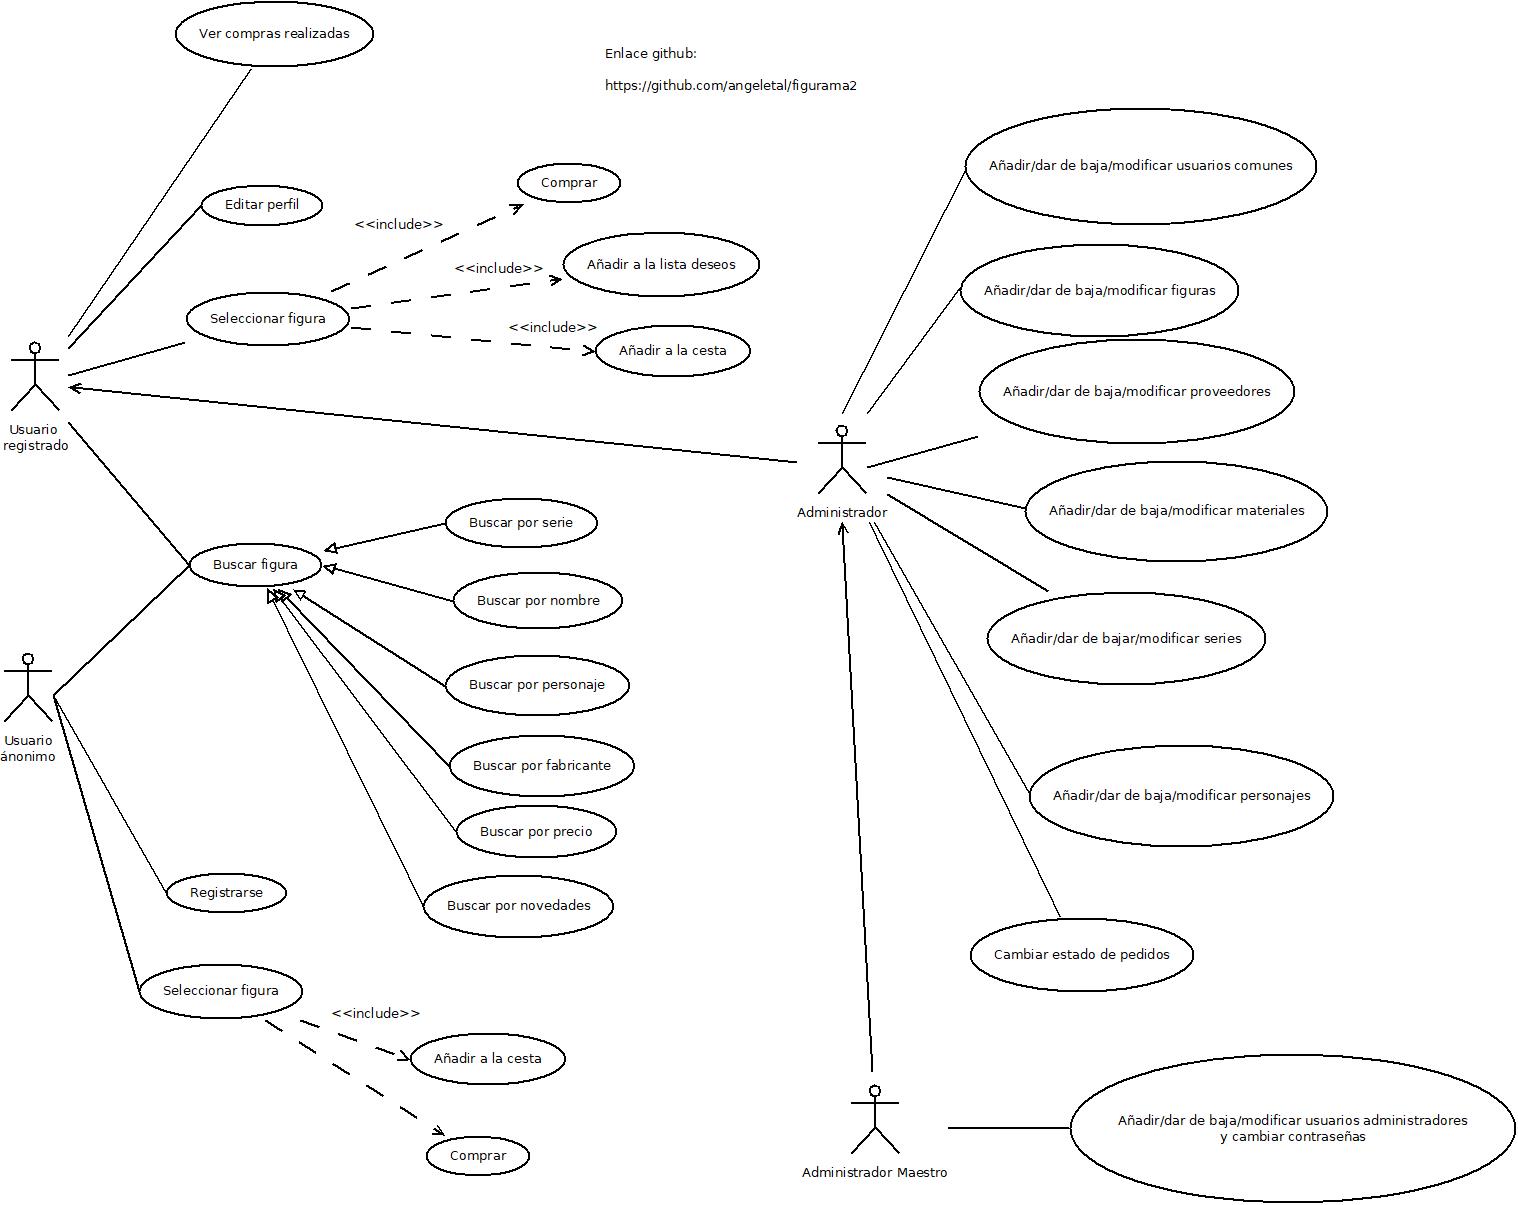 Ver compras realizadas
Enlace github:
https://github.com/angeletal/figurama2
Añadir/dar de baja/modificar usuarios comunes
Comprar
Editar perfil
<<include>>
<<include>>
Añadir a la lista deseos
Añadir/dar de baja/modificar figuras
Seleccionar figura
<<include>>
Añadir a la cesta
Añadir/dar de baja/modificar proveedores
Usuario
registrado
Administrador
Añadir/dar de baja/modificar materiales
Buscar por serie
Buscar figura
Buscar por nombre
Añadir/dar de bajar/modificar series
Buscar por personaje
Usuario
ánonimo
Buscar por fabricante
Añadir/dar de baja/modificar personajes
Buscar por precio
Registrarse
Buscar por novedades
Cambiar estado de pedidos
Seleccionar figura
<<include>>
Añadir a la cesta
Comprar
Administrador Maestro
Añadir/dar de baja/modificar usuarios administradores
y cambiar contraseñas